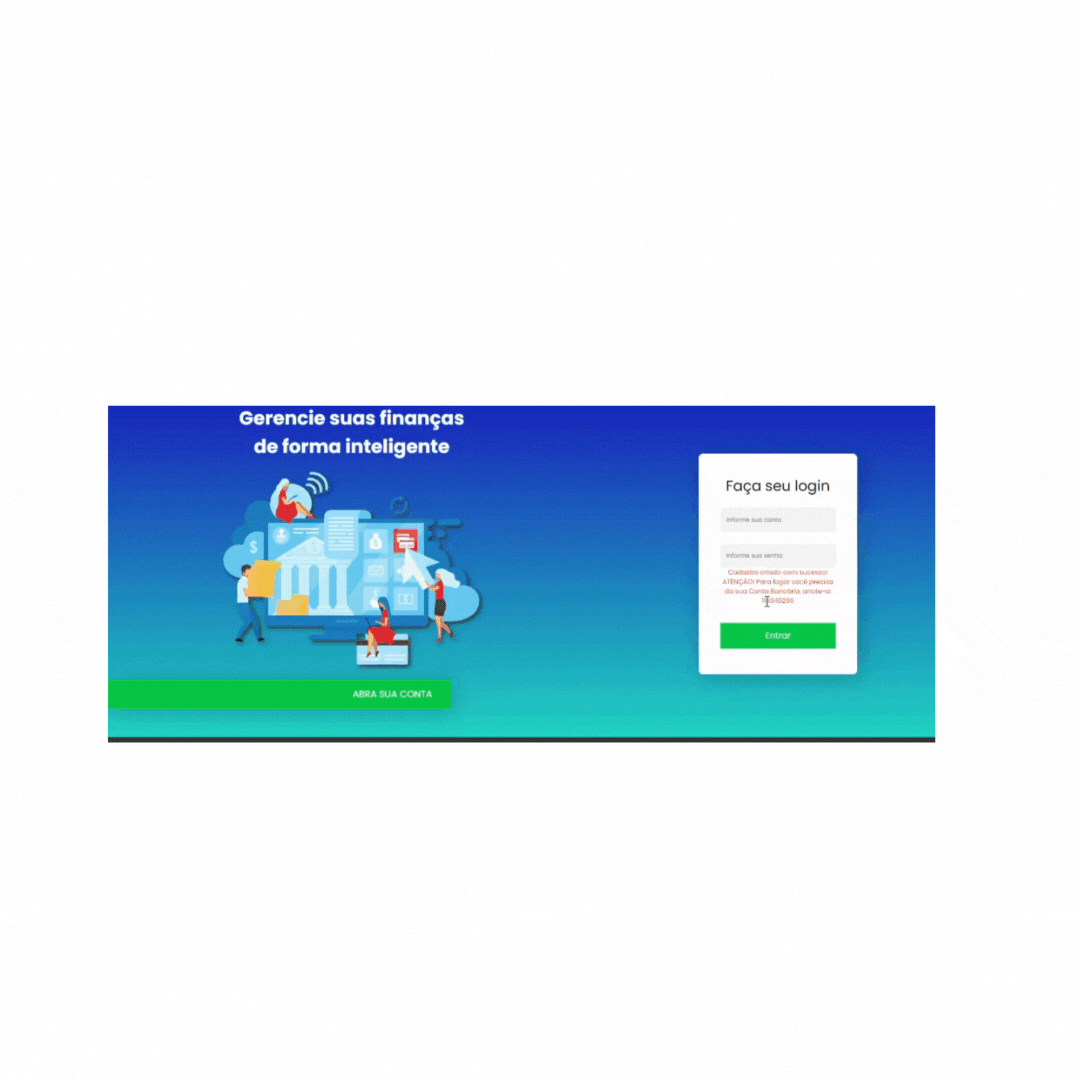 Gerencie suas finanças
de forma inteligente
ABRA SUA CONTA
Faça seu login
Informe sua conta
Informe sua senha
Cadastro criado com sucesso!
ATENÇÃO! Para logar você precisa
da sua Conta Bancária, anote-a:
Entrar